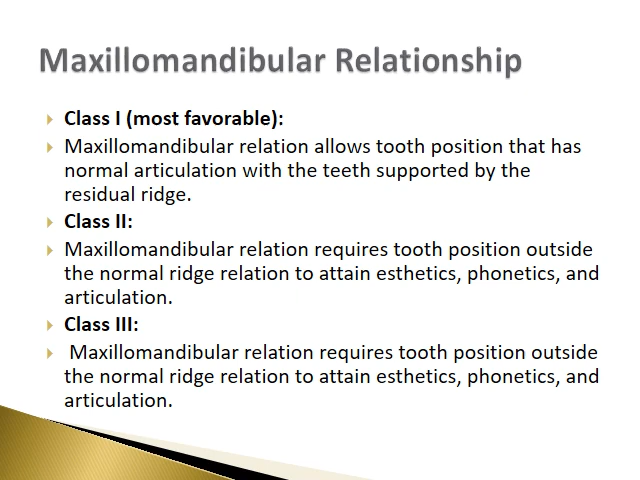 Maxillomandibular Relationship
Class I (most favorable):
Maxillomandibular relation allows tooth position that has
normal articulation with the teeth supported by the
residual ridge.
Class II:
Maxillomandibular relation requires tooth position outside
the normal ridge relation to attain esthetics, phonetics, and
articulation.
Class III:
Maxillomandibular relation requires tooth position outside
the normal ridge relation to attain esthetics, phonetics, and
articulation.